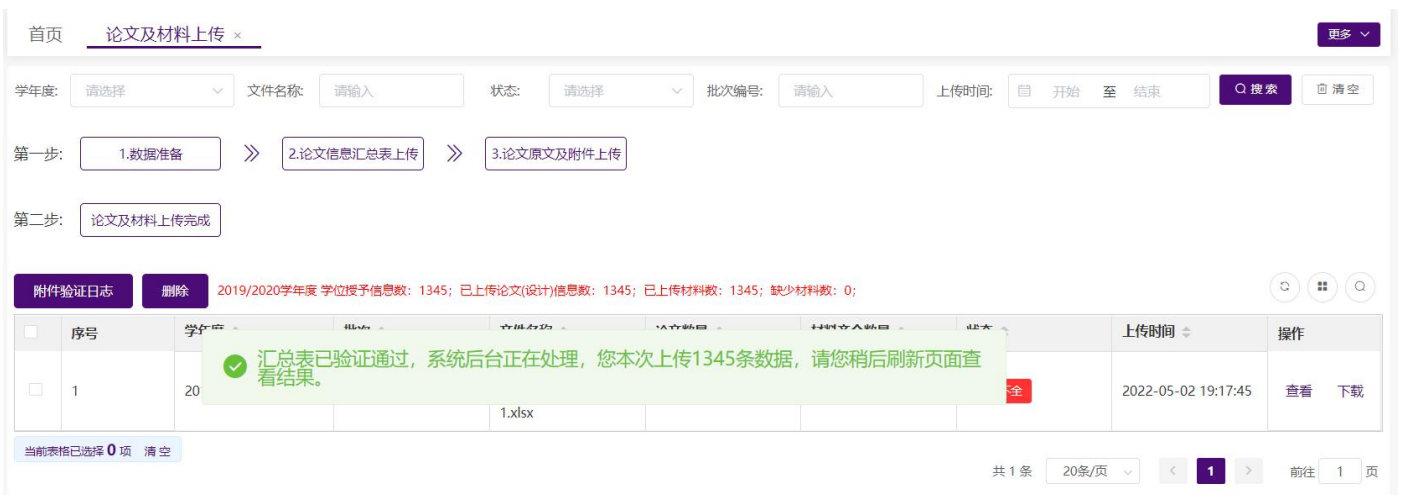 首页 论文及材料上传 × 更多
学年度: 请选择 文件名称: 请输入 状态: 请选择 批次编号: 请输入 上传时间: 开始 至 结束 搜索 清空
第一步: 1.数据准备 2.论文信息汇总表上传 3.论文原文及附件上传
第二步: 论文及材料上传完成
附件验证日志 删除 2019/2020学年度 学位授予信息数：1345；已上传论文(设计)信息数：1345；已上传材料数：1345；缺少材料数：0；
序号 上传时间 操作
汇总表已验证通过，系统后台正在处理，您本次上传1345条数据，请您稍后刷新页面查
看结果。
1 20 全 2022-05-02 19:17:45 查看 下载
1.xlsx
当前表格已选择 0 项 清空
共 1 条 20条/页 1 前往 1 页